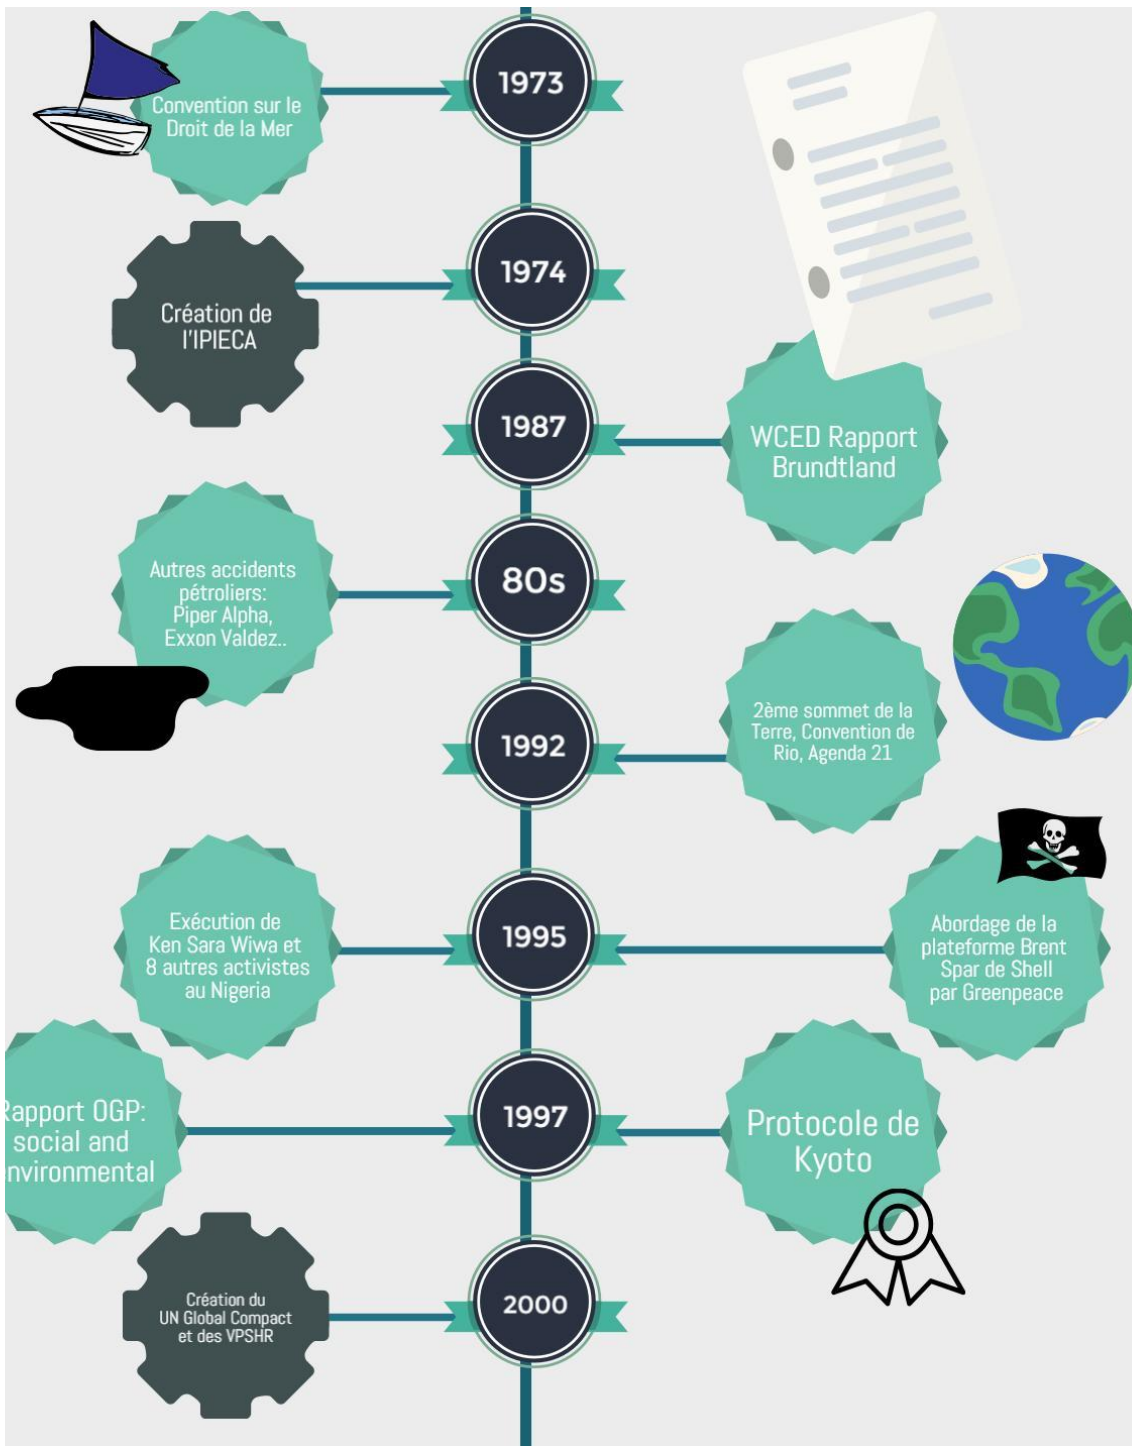 1973
Convention sur le
Droit de la Mer
1974
Création de
l'IPIECA
1987
WCED Rapport
Brundtland
80s
Autres accidents
pétroliers:
Piper Alpha,
Exxon Valdez..
1992
2ème sommet de la
Terre, Convention de
Rio, Agenda 21
1995
Exécution de
Ken Sara Wiwa et
8 autres activistes
au Nigeria
Abordage de la
plateforme Brent
Spar de Shell
par Greenpeace
1997
Rapport OGP:
social and
environmental
Protocole de
Kyoto
2000
Création du
UN Global Compact
et des VPSHR